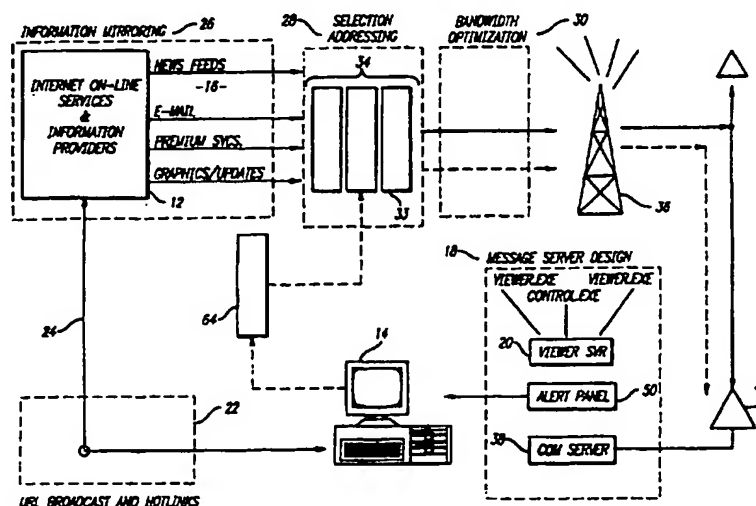 INFORMATION MIRRORING
26
28
SELECTION
ADDRESSING
BANDWIDTH
OPTIMIZATION
30
INTERNET ON-LINE
SERVICES
&
INFORMATION
PROVIDERS
NEWS FEEDS
-16-
E-MAIL
PREMIUM SVCS.
GRAPHICS/UPDATES
12
34
33
36
64
24
14
18
MESSAGE SERVER DESIGN
VIEWER.EXE
VIEWER.EXE
CONTROL.EXE
20
VIEWER SVR
ALERT PANEL
50
38
COM SERVER
22
URL BROADCAST AND HOTLINKS